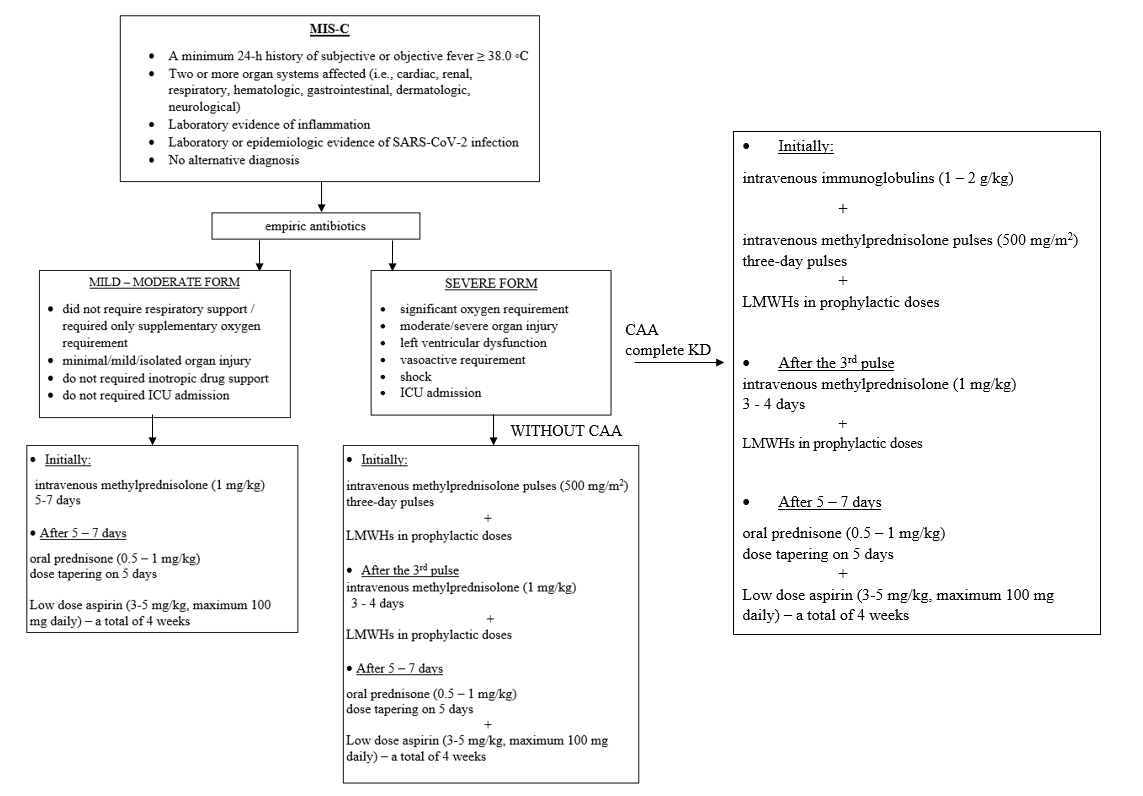 MIS-C
• A minimum 24-h history of subjective or objective fever ≥ 38.0 °C
• Two or more organ systems affected (i.e., cardiac, renal,
respiratory, hematologic, gastrointestinal, dermatologic,
neurological)
• Laboratory evidence of inflammation
• Laboratory or epidemiologic evidence of SARS-CoV-2 infection
• No alternative diagnosis
empiric antibiotics
MILD – MODERATE FORM
• did not require respiratory support /
required only supplementary oxygen
requirement
• minimal/mild/isolated organ injury
• do not required inotropic drug support
• do not required ICU admission
SEVERE FORM
• significant oxygen requirement
• moderate/severe organ injury
• left ventricular dysfunction
• vasoactive requirement
• shock
• ICU admission
CAA
complete KD
WITHOUT CAA
• Initially:
intravenous methylprednisolone (1 mg/kg)
5-7 days
• After 5 – 7 days
oral prednisone (0.5 – 1 mg/kg)
dose tapering on 5 days
Low dose aspirin (3-5 mg/kg, maximum 100
mg daily) – a total of 4 weeks
• Initially:
intravenous methylprednisolone pulses (500 mg/m²)
three-day pulses
+
LMWHs in prophylactic doses
• After the 3rd pulse
intravenous methylprednisolone (1 mg/kg)
3 - 4 days
+
LMWHs in prophylactic doses
• After 5 – 7 days
oral prednisone (0.5 – 1 mg/kg)
dose tapering on 5 days
+
Low dose aspirin (3-5 mg/kg, maximum 100 mg
daily) – a total of 4 weeks
• Initially:
intravenous immunoglobulins (1 – 2 g/kg)
+
intravenous methylprednisolone pulses (500 mg/m²)
three-day pulses
+
LMWHs in prophylactic doses
• After the 3rd pulse
intravenous methylprednisolone (1 mg/kg)
3 - 4 days
+
LMWHs in prophylactic doses
• After 5 – 7 days
oral prednisone (0.5 – 1 mg/kg)
dose tapering on 5 days
+
Low dose aspirin (3-5 mg/kg, maximum 100 mg
daily) – a total of 4 weeks